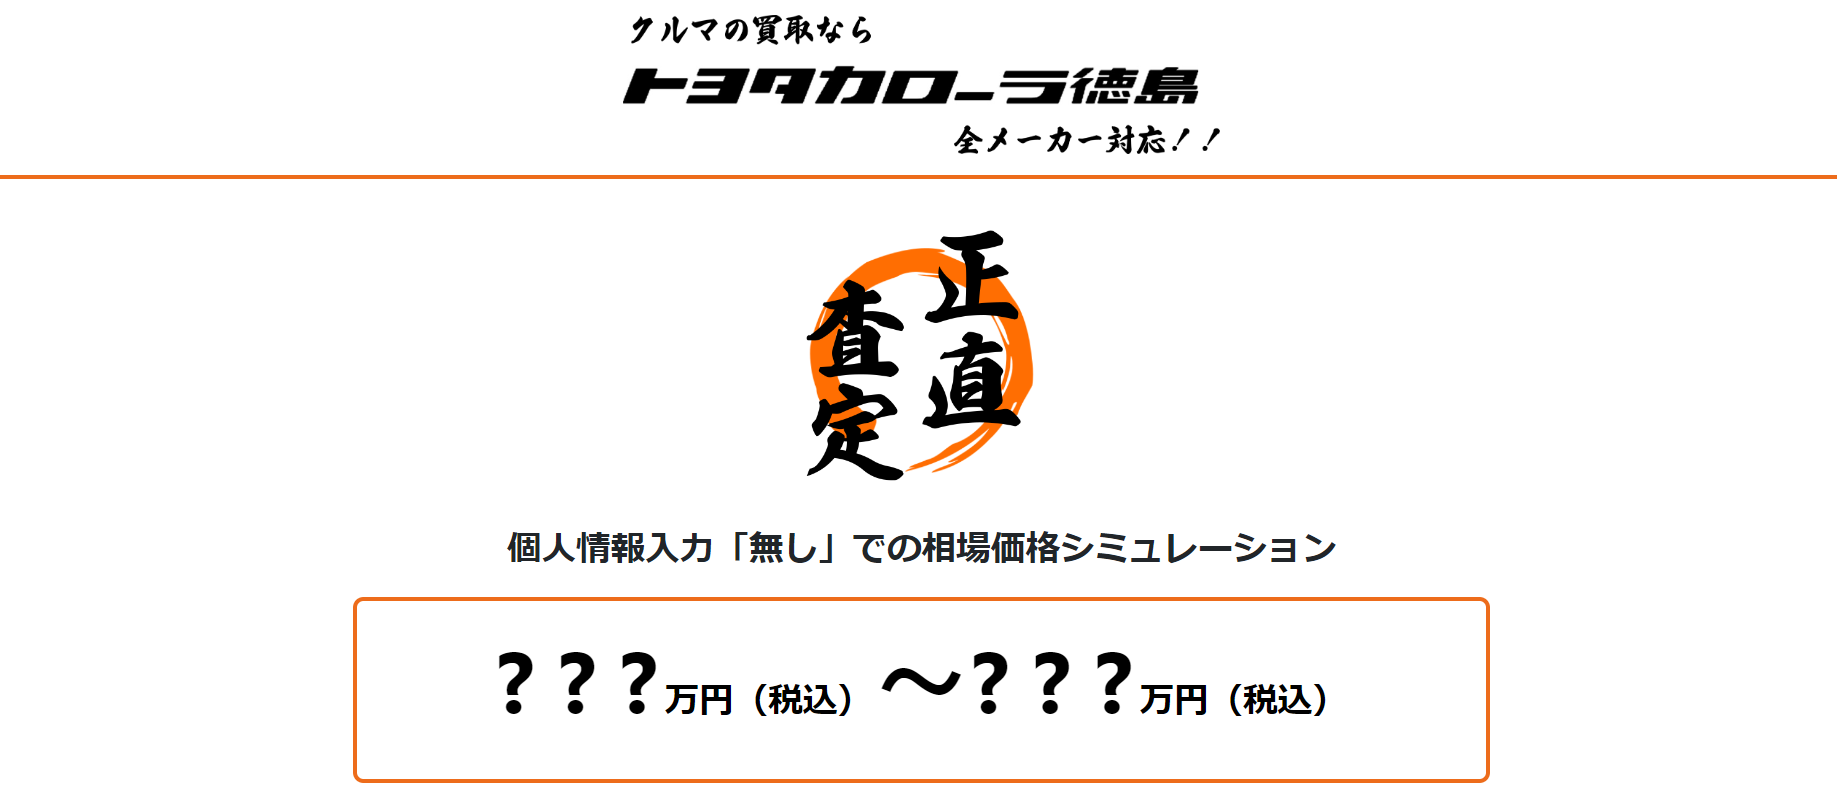 クルマの買取なら
トヨタカローラ徳島
全メーカー対応！！
正直
査定
個人情報入力「無し」での相場価格シミュレーション
？？？万円（税込）～？？？万円（税込）